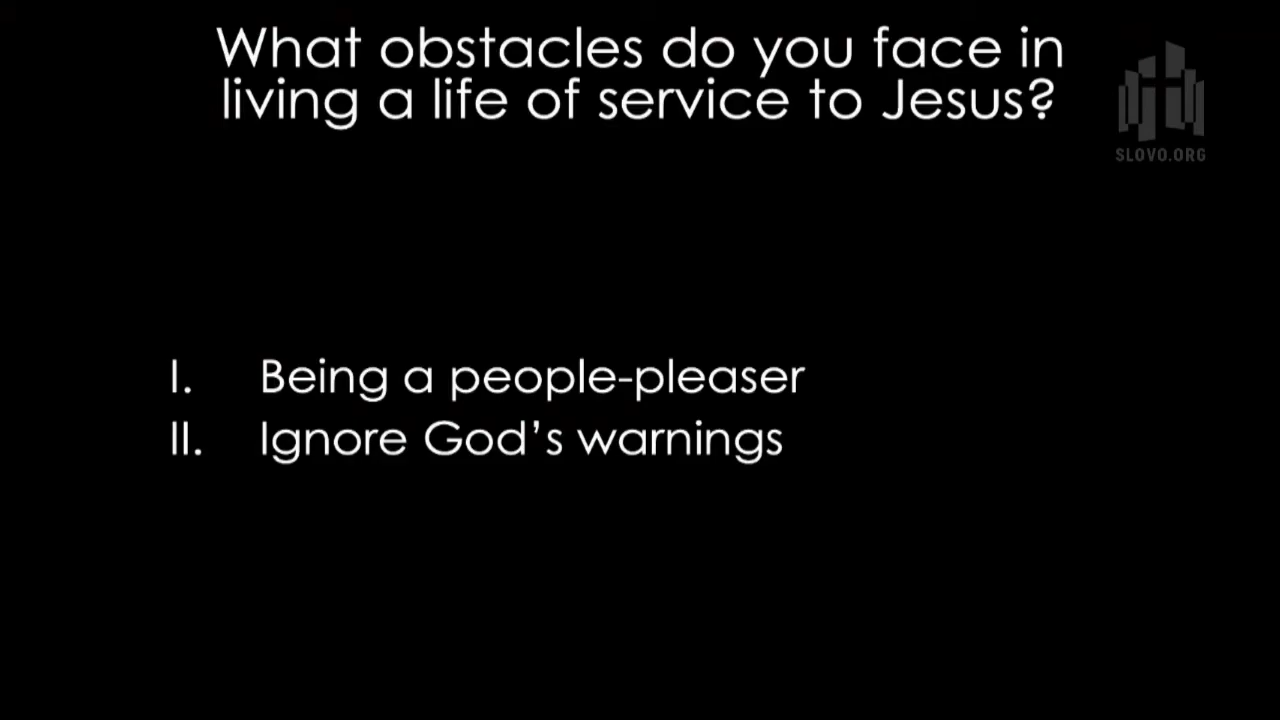 What obstacles do you face in
living a life of service to Jesus?
SLOVO.ORG
I. Being a people-pleaser
II. Ignore God’s warnings